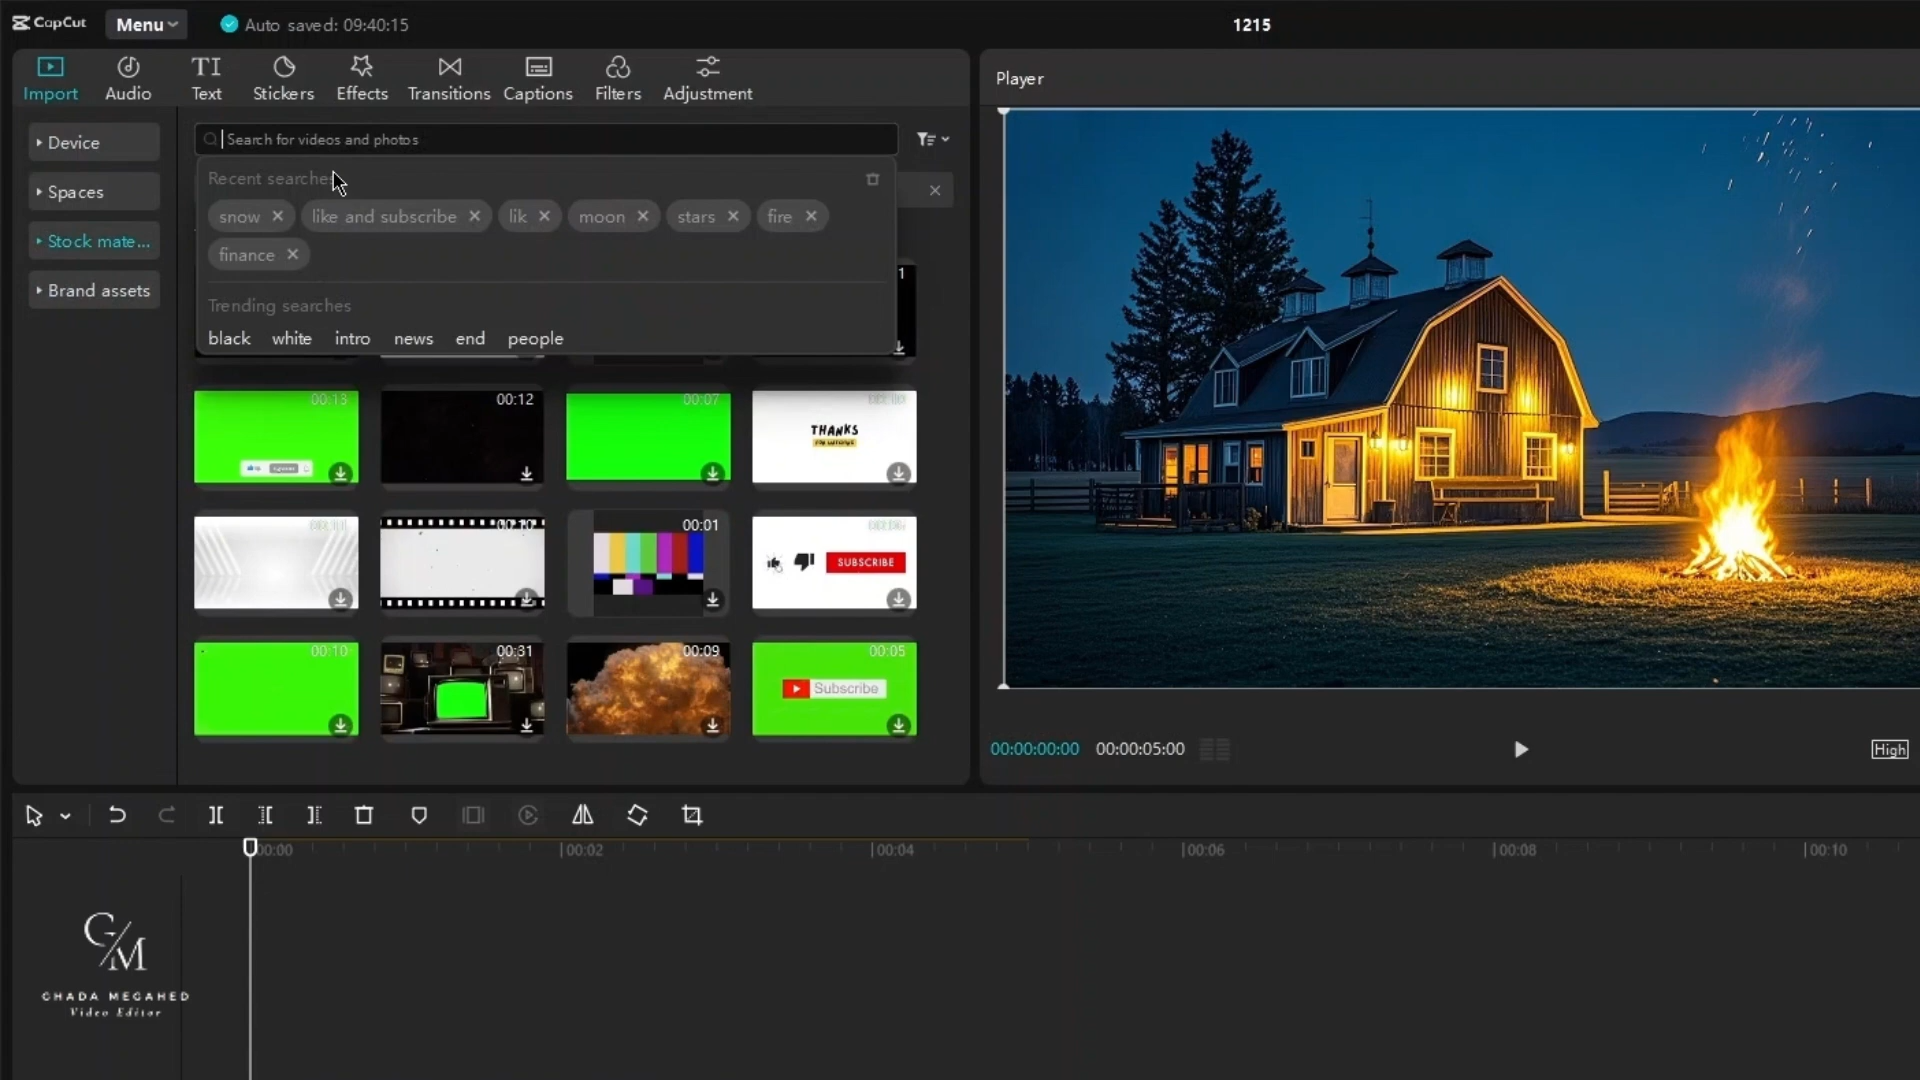 CapCut
Menu
Auto saved: 09:40:15
1215
Import
Audio
Text
Stickers
Effects
Transitions
Captions
Filters
Adjustment
Player
Device
Spaces
Stock mate...
Brand assets
Search for videos and photos
Recent searches
snow
like and subscribe
lik
moon
stars
fire
finance
Trending searches
black white intro news end people
00:13
00:12
00:07
THANKS
00:10
00:01
SUBSCRIBE
00:10
00:31
00:09
00:05
Subscribe
00:00:00:00
00:00:05:00
High
00:00
00:02
00:04
00:06
00:08
00:10
G/M
GHADA MEGAHED
Video Editor